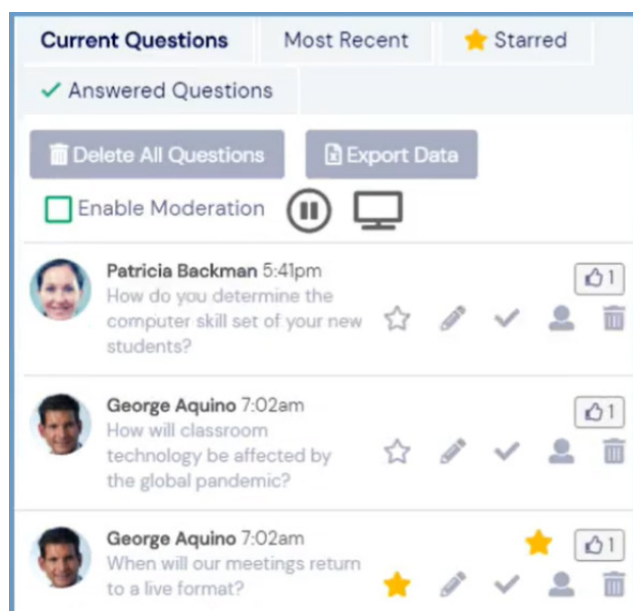 Current Questions Most Recent Starred
Answered Questions
Delete All Questions Export Data
Enable Moderation
Patricia Backman 5:41pm
1
How do you determine the
computer skill set of your new
students?
George Aquino 7:02am
1
How will classroom
technology be affected by
the global pandemic?
George Aquino 7:02am
1
When will our meetings return
to a live format?